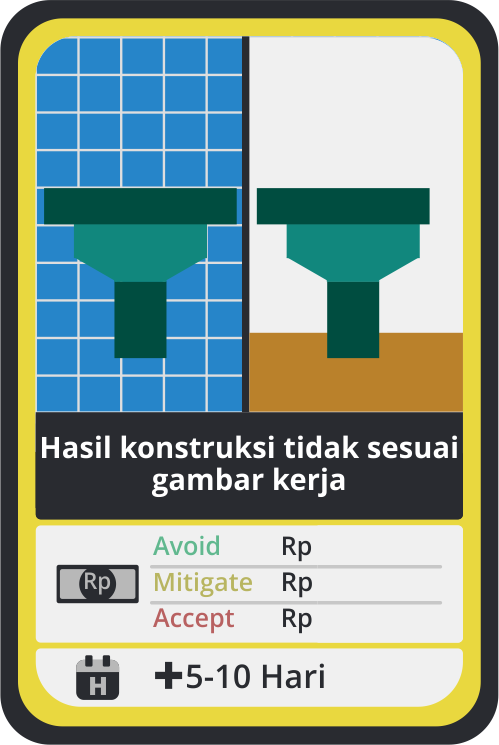 Hasil konstruksi tidak sesuai
gambar kerja
Rp
Avoid Rp
Mitigate Rp
Accept Rp
H
+5-10 Hari